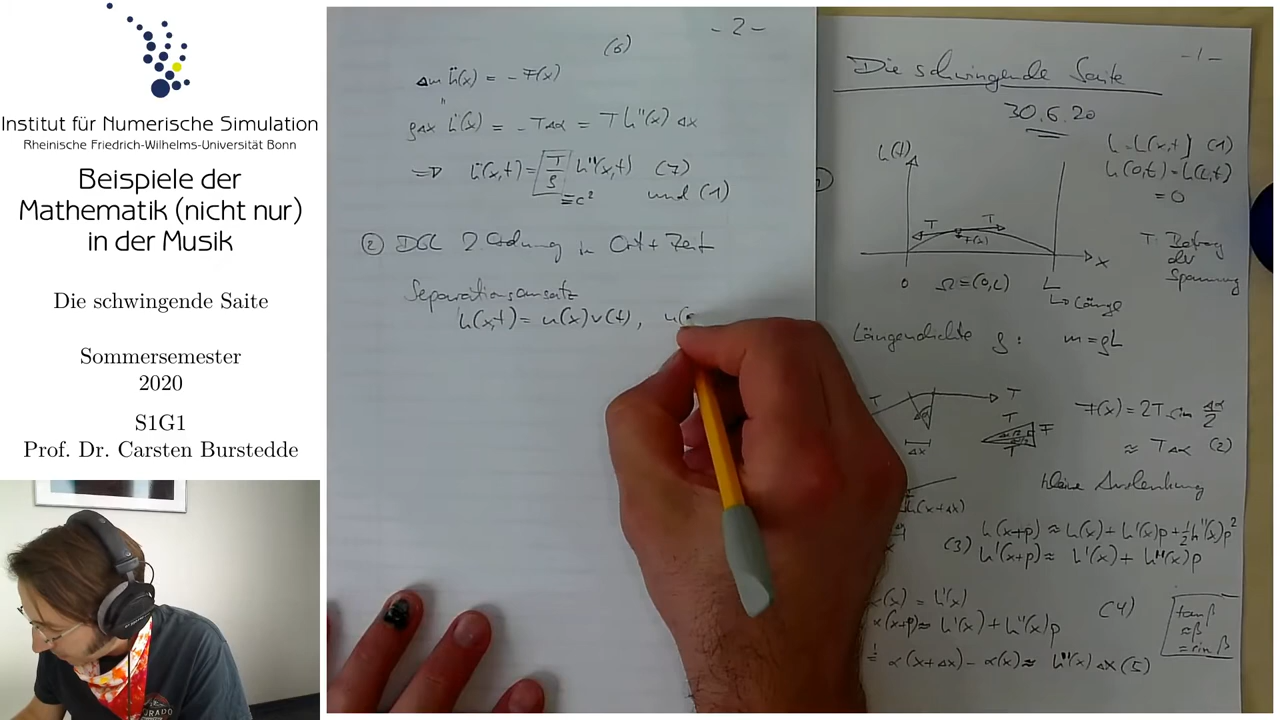 Institut für Numerische Simulation
Rheinische Friedrich-Wilhelms-Universität Bonn
Beispiele der
Mathematik (nicht nur)
in der Musik
Die schwingende Saite
Sommersemester
2020
S1G1
Prof. Dr. Carsten Burstedde
- 2 -
(6)
Δm ḧ(x) = - F(x)
ρΔx ḧ(x) = - TΔα = T h''(x) Δx
⇒ ḧ(x,t) = T/ρ h''(x,t) (7)
≡ c² und (1)
② DGL 2 Ordnung in Ort + Zeit
Separationsansatz
h(x,t) = u(x)v(t), u(
- 1 -
Die schwingende Saite
30.6.20
h(t)
h = h(x,t) (1)
h(0,t) = h(L,t)
= 0
T T
F(x)
x
T: Betrag
der
Spannung
0 Ω = (0,L) L
Länge
Längendichte ρ: m = ρL
T T
Δx
T
F
T
F(x) = 2T sin Δα/2
≈ TΔα (2)
kleine Auslenkung
h(x+Δx)
(3) h(x+p) ≈ h(x) + h'(x)p + ½h''(x)p²
h'(x+p) ≈ h'(x) + h''(x)p
α(x) = h'(x)
α(x+p) ≈ h'(x) + h''(x)p (4)
= α(x+Δx) - α(x) ≈ h''(x) Δx (5)
tan β
≈ β
= sin β